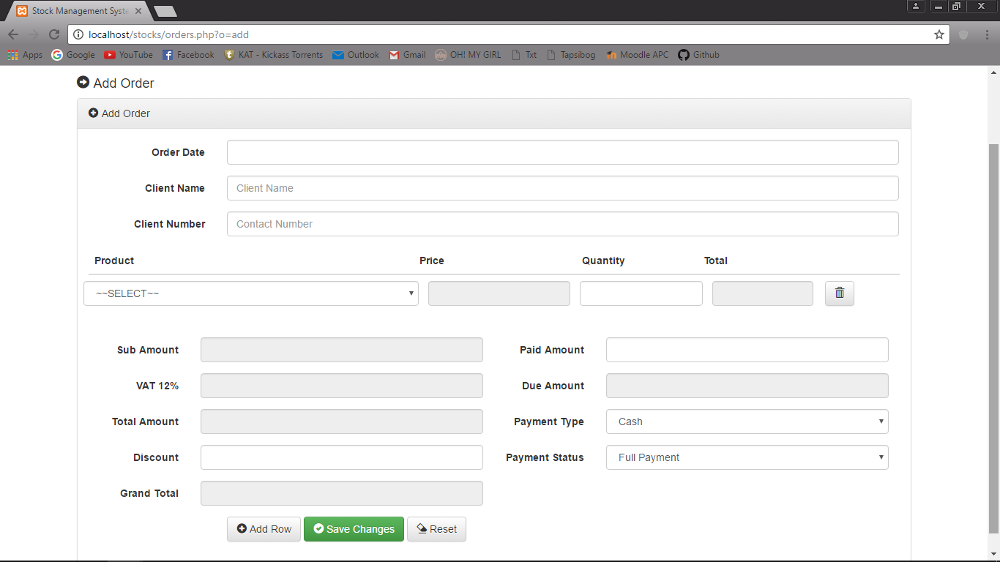 Stock Management Syste
localhost/stocks/orders.php?o=add
Apps Google YouTube Facebook KAT - Kickass Torrents Outlook Gmail OH! MY GIRL Txt Tapsibog Moodle APC Github
Add Order
Add Order
Order Date
Client Name Client Name
Client Number Contact Number
Product Price Quantity Total
~~SELECT~~
Sub Amount Paid Amount
VAT 12% Due Amount
Total Amount Payment Type Cash
Discount Payment Status Full Payment
Grand Total
Add Row Save Changes Reset